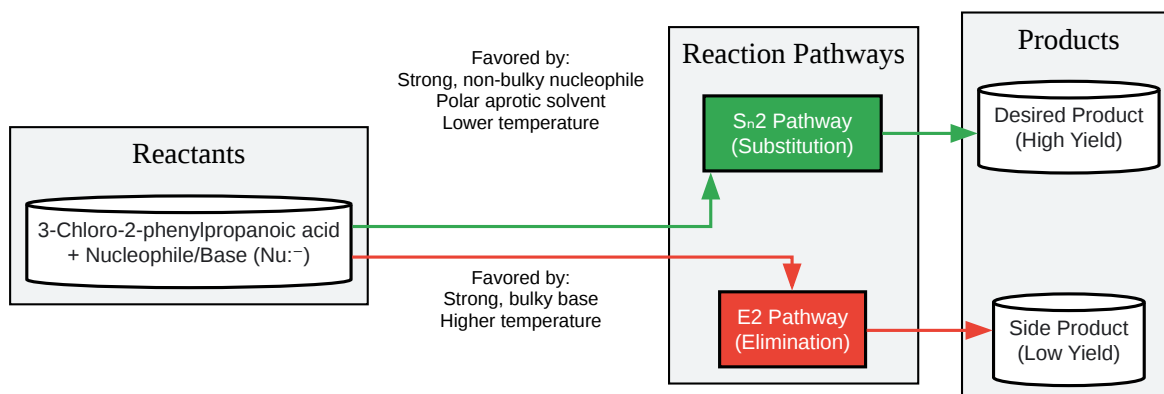 Favored by:
Strong, non-bulky nucleophile
Polar aprotic solvent
Lower temperature
Reaction Pathways
Products
Sₙ2 Pathway
(Substitution)
Desired Product
(High Yield)
Reactants
3-Chloro-2-phenylpropanoic acid
+ Nucleophile/Base (Nu:⁻)
Favored by:
Strong, bulky base
Higher temperature
E2 Pathway
(Elimination)
Side Product
(Low Yield)